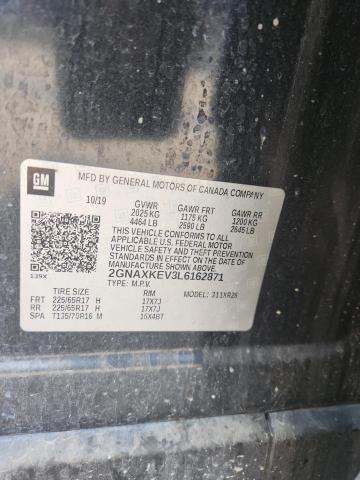 GM
MFD BY GENERAL MOTORS OF CANADA COMPANY
10/19 GVWR GAWR FRT GAWR RR
2025 KG 1175 KG 1200 KG
4464 LB 2590 LB 2645 LB
THIS VEHICLE CONFORMS TO ALL APPLICABLE
U.S. FEDERAL MOTOR VEHICLE SAFETY, BUMPER,
AND THEFT PREVENTION
STANDARDS IN EFFECT ON THE DATE OF
MANUFACTURE SHOWN ABOVE.
2GNAXKEV3L6162871
139X TYPE: M.P.V. MODEL: 311XR26
TIRE SIZE RIM
FRT 225/65R17 H 17X7J
RR 225/65R17 H 17X7J
SPA T135/70R16 M 16X4B7